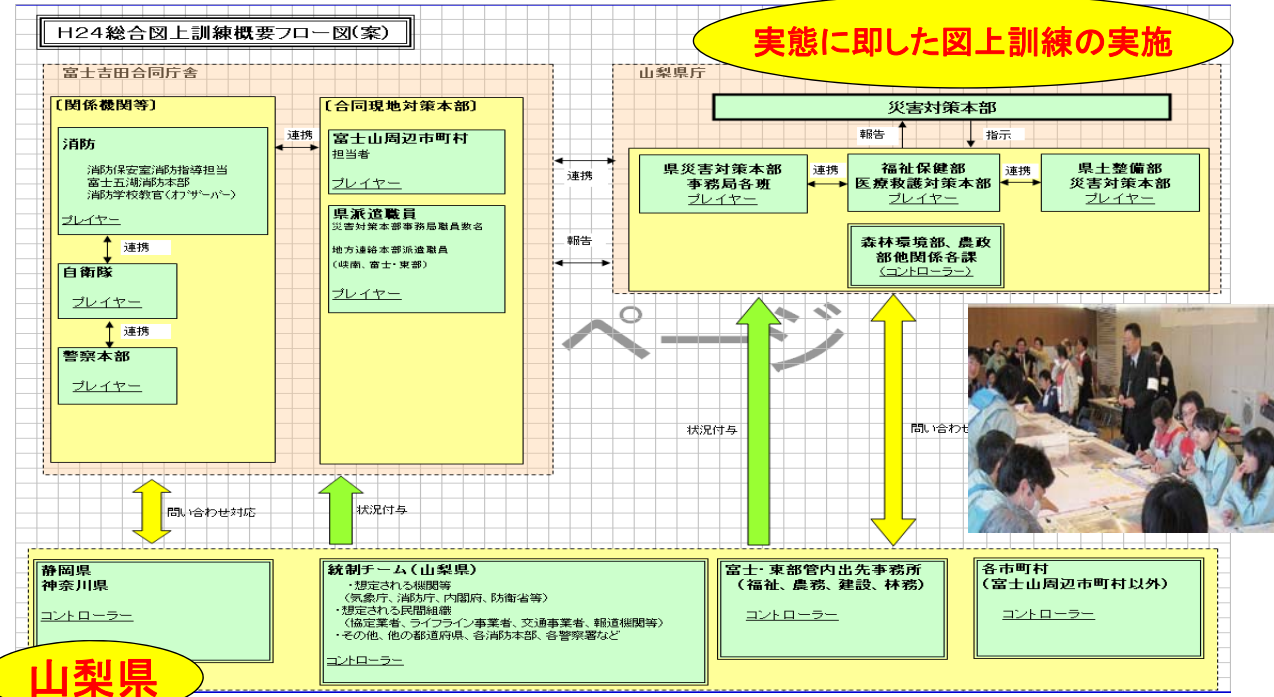 H24総合図上訓練概要フロー図(案)
実態に即した図上訓練の実施
富士吉田合同庁舎
山梨県庁
〔関係機関等〕
消防
消防保安室消防指導担当
富士五湖消防本部
消防学校教官(オブザーバー)
プレイヤー
連携
自衛隊
プレイヤー
連携
警察本部
プレイヤー
連携
〔合同現地対策本部〕
富士山周辺市町村
担当者
プレイヤー
県派遣職員
災害対策本部事務局職員数名
地方連絡本部派遣職員
(峡南、富士・東部)
プレイヤー
連携
報告
災害対策本部
報告
指示
県災害対策本部
事務局各班
プレイヤー
連携
福祉保健部
医療救護対策本部
プレイヤー
連携
県土整備部
災害対策本部
プレイヤー
森林環境部、農政
部他関係各課
(コントローラー)
ページ
状況付与
問い合わせ
問い合わせ対応
状況付与
静岡県
神奈川県
コントローラー
統制チーム(山梨県)
・想定される機関等
(気象庁、消防庁、内閣府、防衛省等)
・想定される民間組織
(協定業者、ライフライン事業者、交通事業者、報道機関等)
・その他、他の都道府県、各消防本部、各警察署など
コントローラー
富士・東部管内出先事務所
(福祉、農務、建設、林務)
コントローラー
各市町村
(富士山周辺市町村以外)
コントローラー
山梨県